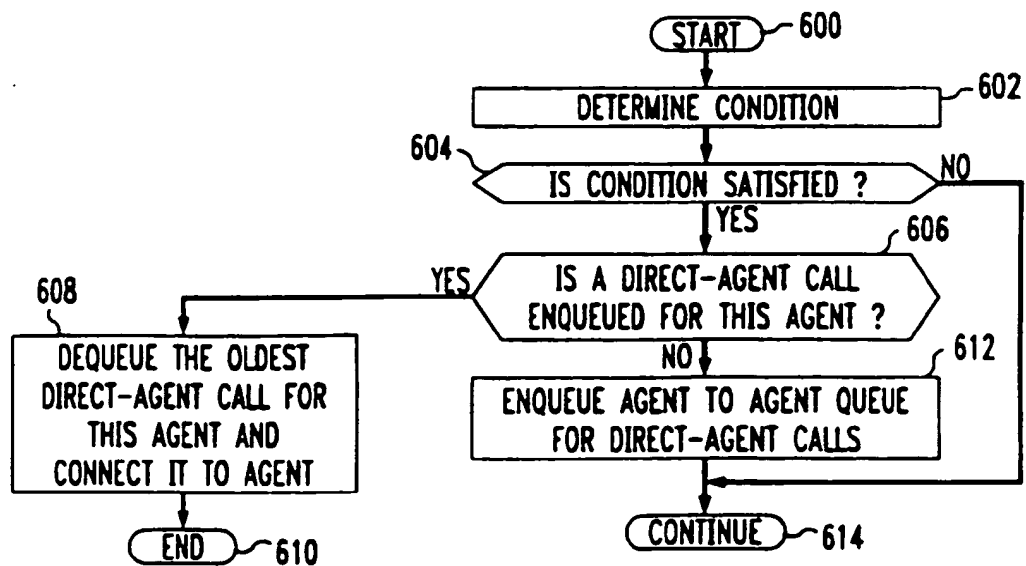 START
600
DETERMINE CONDITION
602
604
IS CONDITION SATISFIED ?
NO
YES
606
IS A DIRECT-AGENT CALL
ENQUEUED FOR THIS AGENT ?
YES
608
DEQUEUE THE OLDEST
DIRECT-AGENT CALL FOR
THIS AGENT AND
CONNECT IT TO AGENT
END
610
NO
612
ENQUEUE AGENT TO AGENT QUEUE
FOR DIRECT-AGENT CALLS
CONTINUE
614